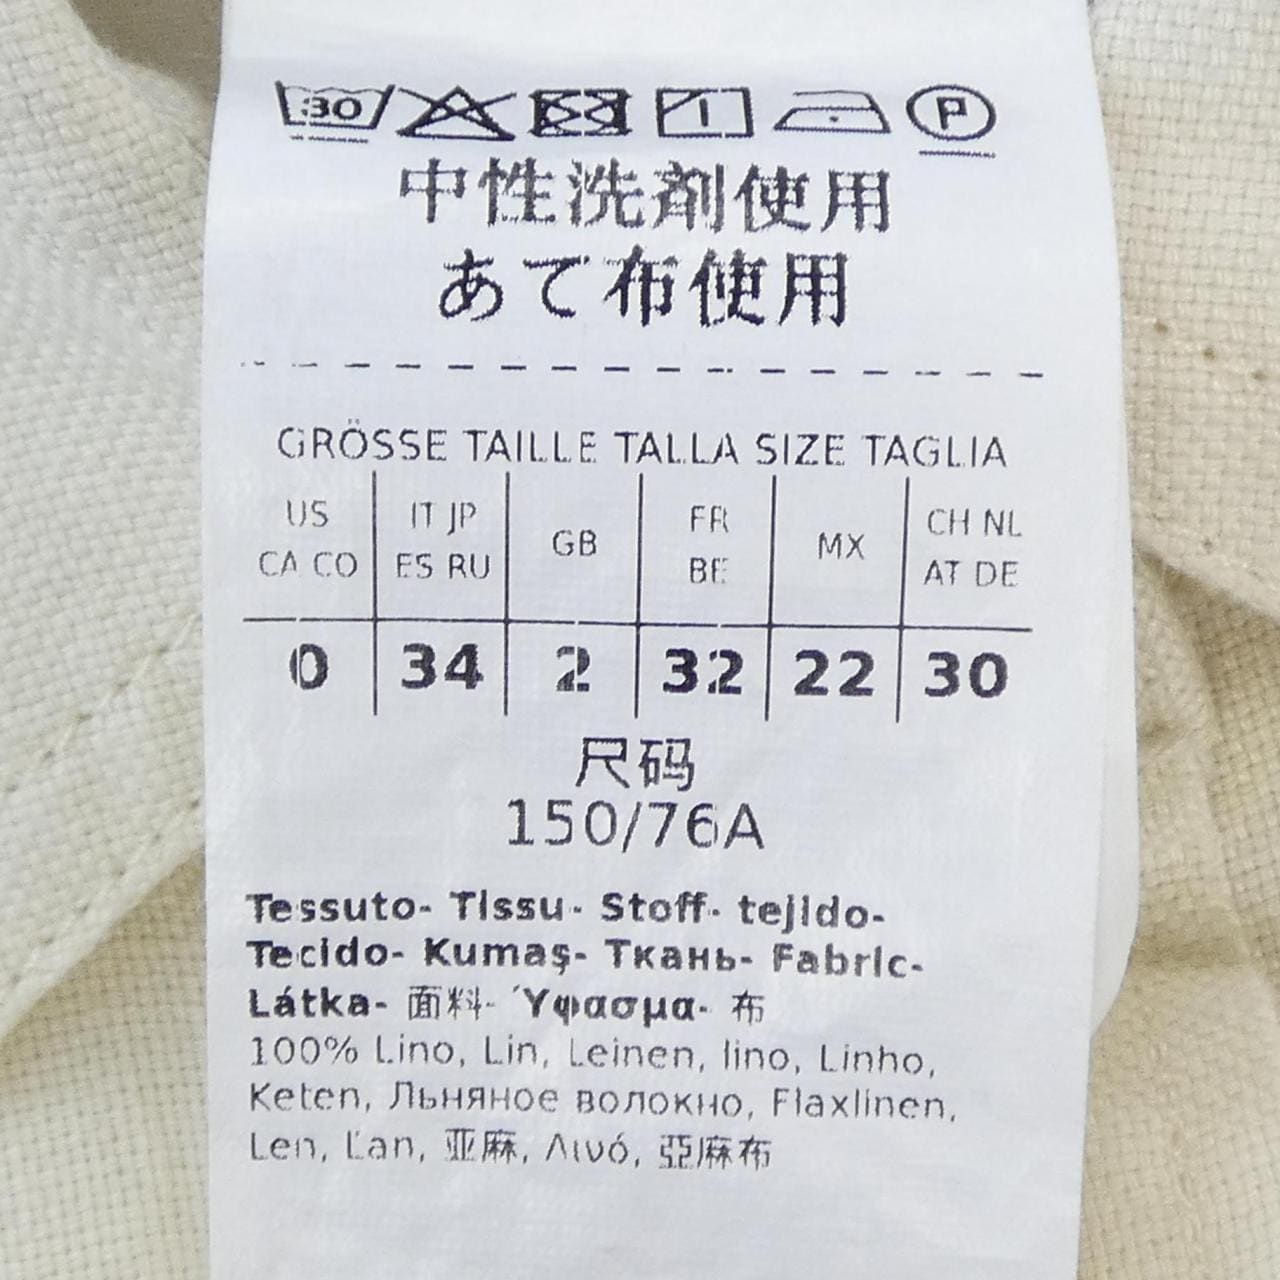 30 P
中性洗剤使用
あて布使用
GRÖSSE TAILLE TALLA SIZE TAGLIA
US IT JP GB FR MX CH NL
CA CO ES RU BE AT DE
0 34 2 32 22 30
尺码
150/76A
Tessuto- Tissu- Stoff- tejido-
Tecido- Kumaş- Ткань- Fabric-
Látka- 面料- Ύφασμα- 布
100% Lino, Lin, Leinen, lino, Linho,
Keten, Льняное волокно, Flaxlinen,
Len, Ľan, 亚麻, Λινό, 亞麻布